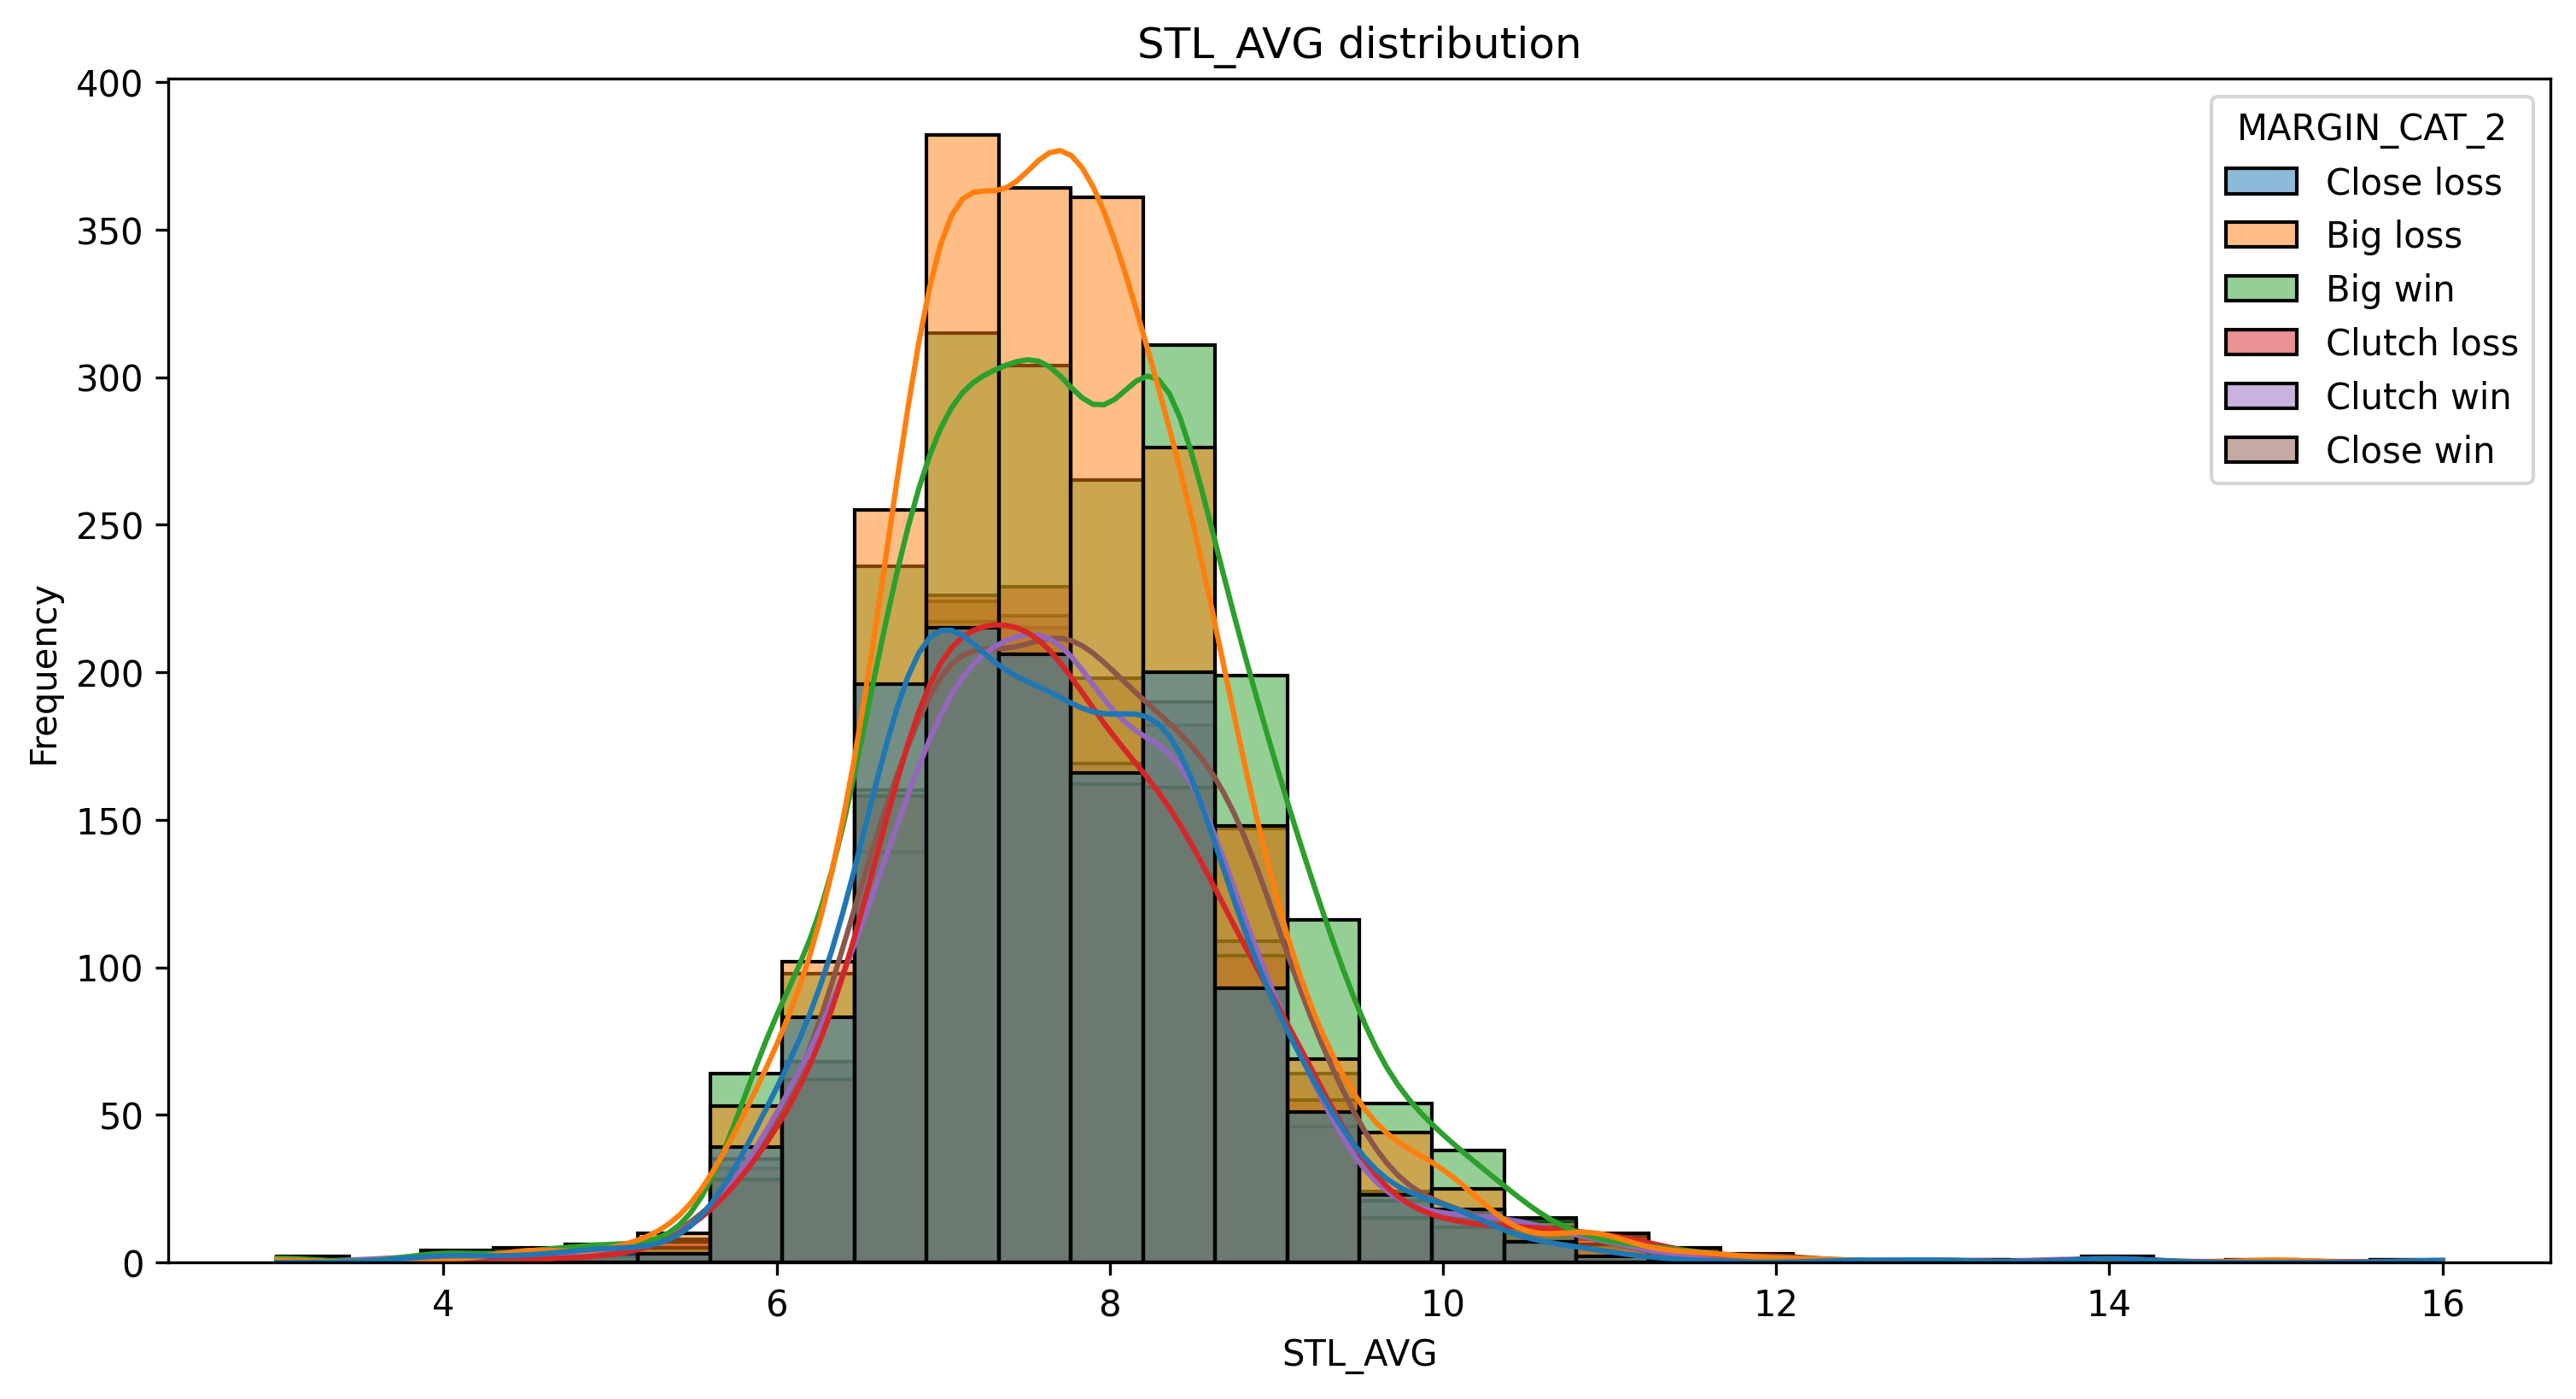 STL_AVG distribution
400
350
300
250
200
150
100
50
0
Frequency
4
6
8
10
12
14
16
STL_AVG
MARGIN_CAT_2
Close loss
Big loss
Big win
Clutch loss
Clutch win
Close win